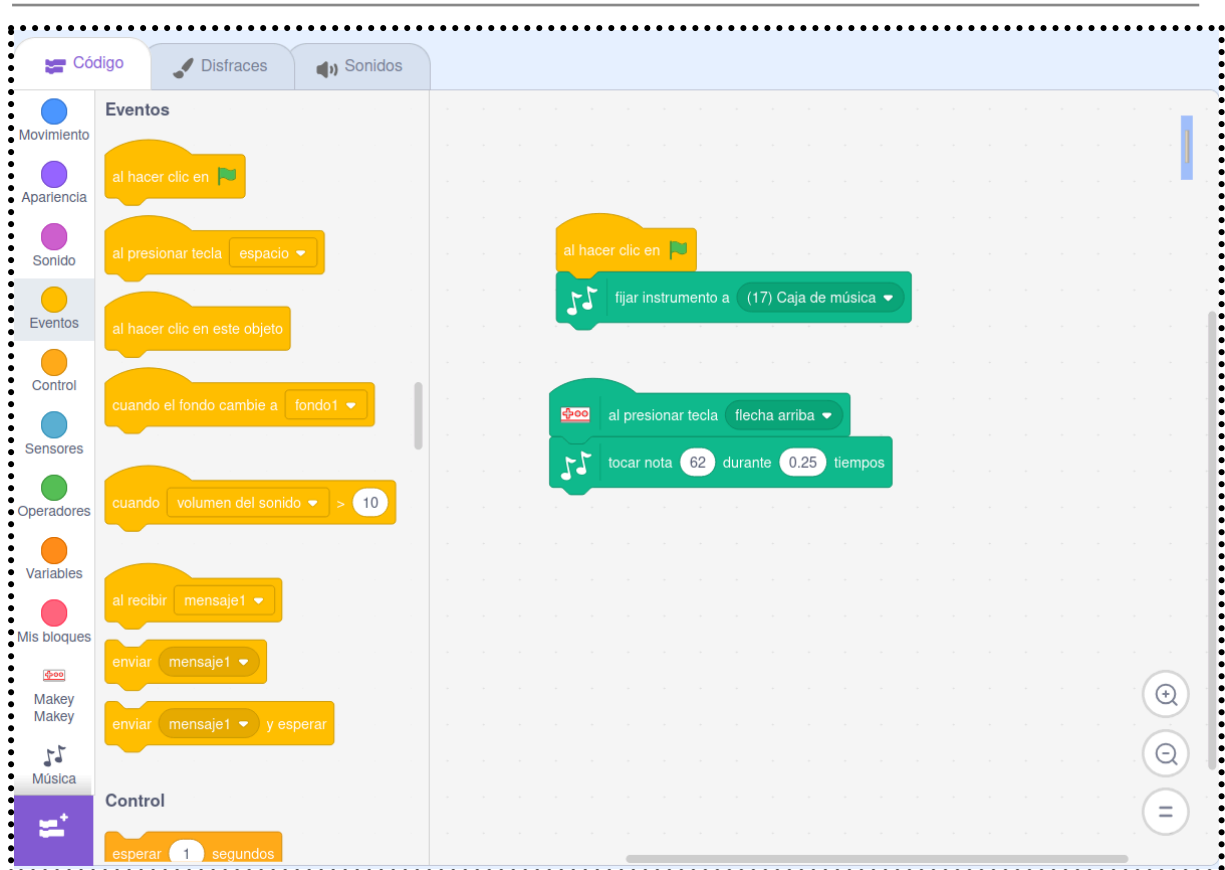 Código
Disfraces
Sonidos
Movimiento
Apariencia
Sonido
Eventos
Control
Sensores
Operadores
Variables
Mis bloques
Makey
Makey
Música
Eventos
al hacer clic en
al presionar tecla espacio
al hacer clic en este objeto
cuando el fondo cambie a fondo1
cuando volumen del sonido > 10
al recibir mensaje1
enviar mensaje1
enviar mensaje1 y esperar
Control
esperar 1 segundos
al hacer clic en
fijar instrumento a (17) Caja de música
al presionar tecla flecha arriba
tocar nota 62 durante 0.25 tiempos